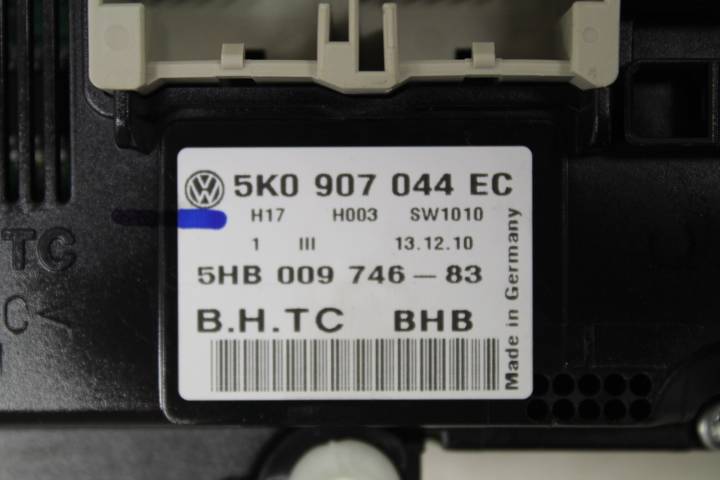 5K0 907 044 EC
H17 H003 SW1010
1 III 13.12.10
5HB 009 746 - 83
B.H.TC BHB
Made in Germany
TC
C<